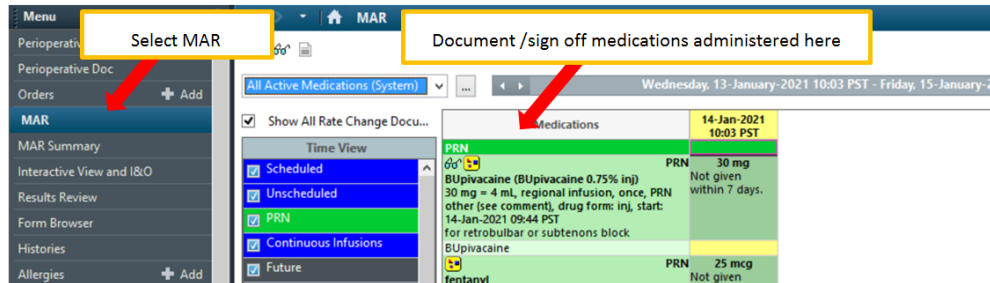 Menu
MAR
Select MAR
Document /sign off medications administered here
Perioperativ
Perioperative Doc
Orders Add
MAR
MAR Summary
Interactive View and I&O
Results Review
Form Browser
Histories
Allergies Add
All Active Medications (System) ...
Wednesday, 13-January-2021 10:03 PST - Friday, 15-January-2
Show All Rate Change Docu...
Time View
Scheduled
Unscheduled
PRN
Continuous Infusions
Future
Medications
14-Jan-2021
10:03 PST
PRN
PRN 30 mg
BUpivacaine (BUpivacaine 0.75% inj) Not given
30 mg = 4 mL, regional infusion, once, PRN within 7 days.
other (see comment), drug form: inj, start:
14-Jan-2021 09:44 PST
for retrobulbar or subtenons block
BUpivacaine
PRN 25 mcg
fentanyl Not given